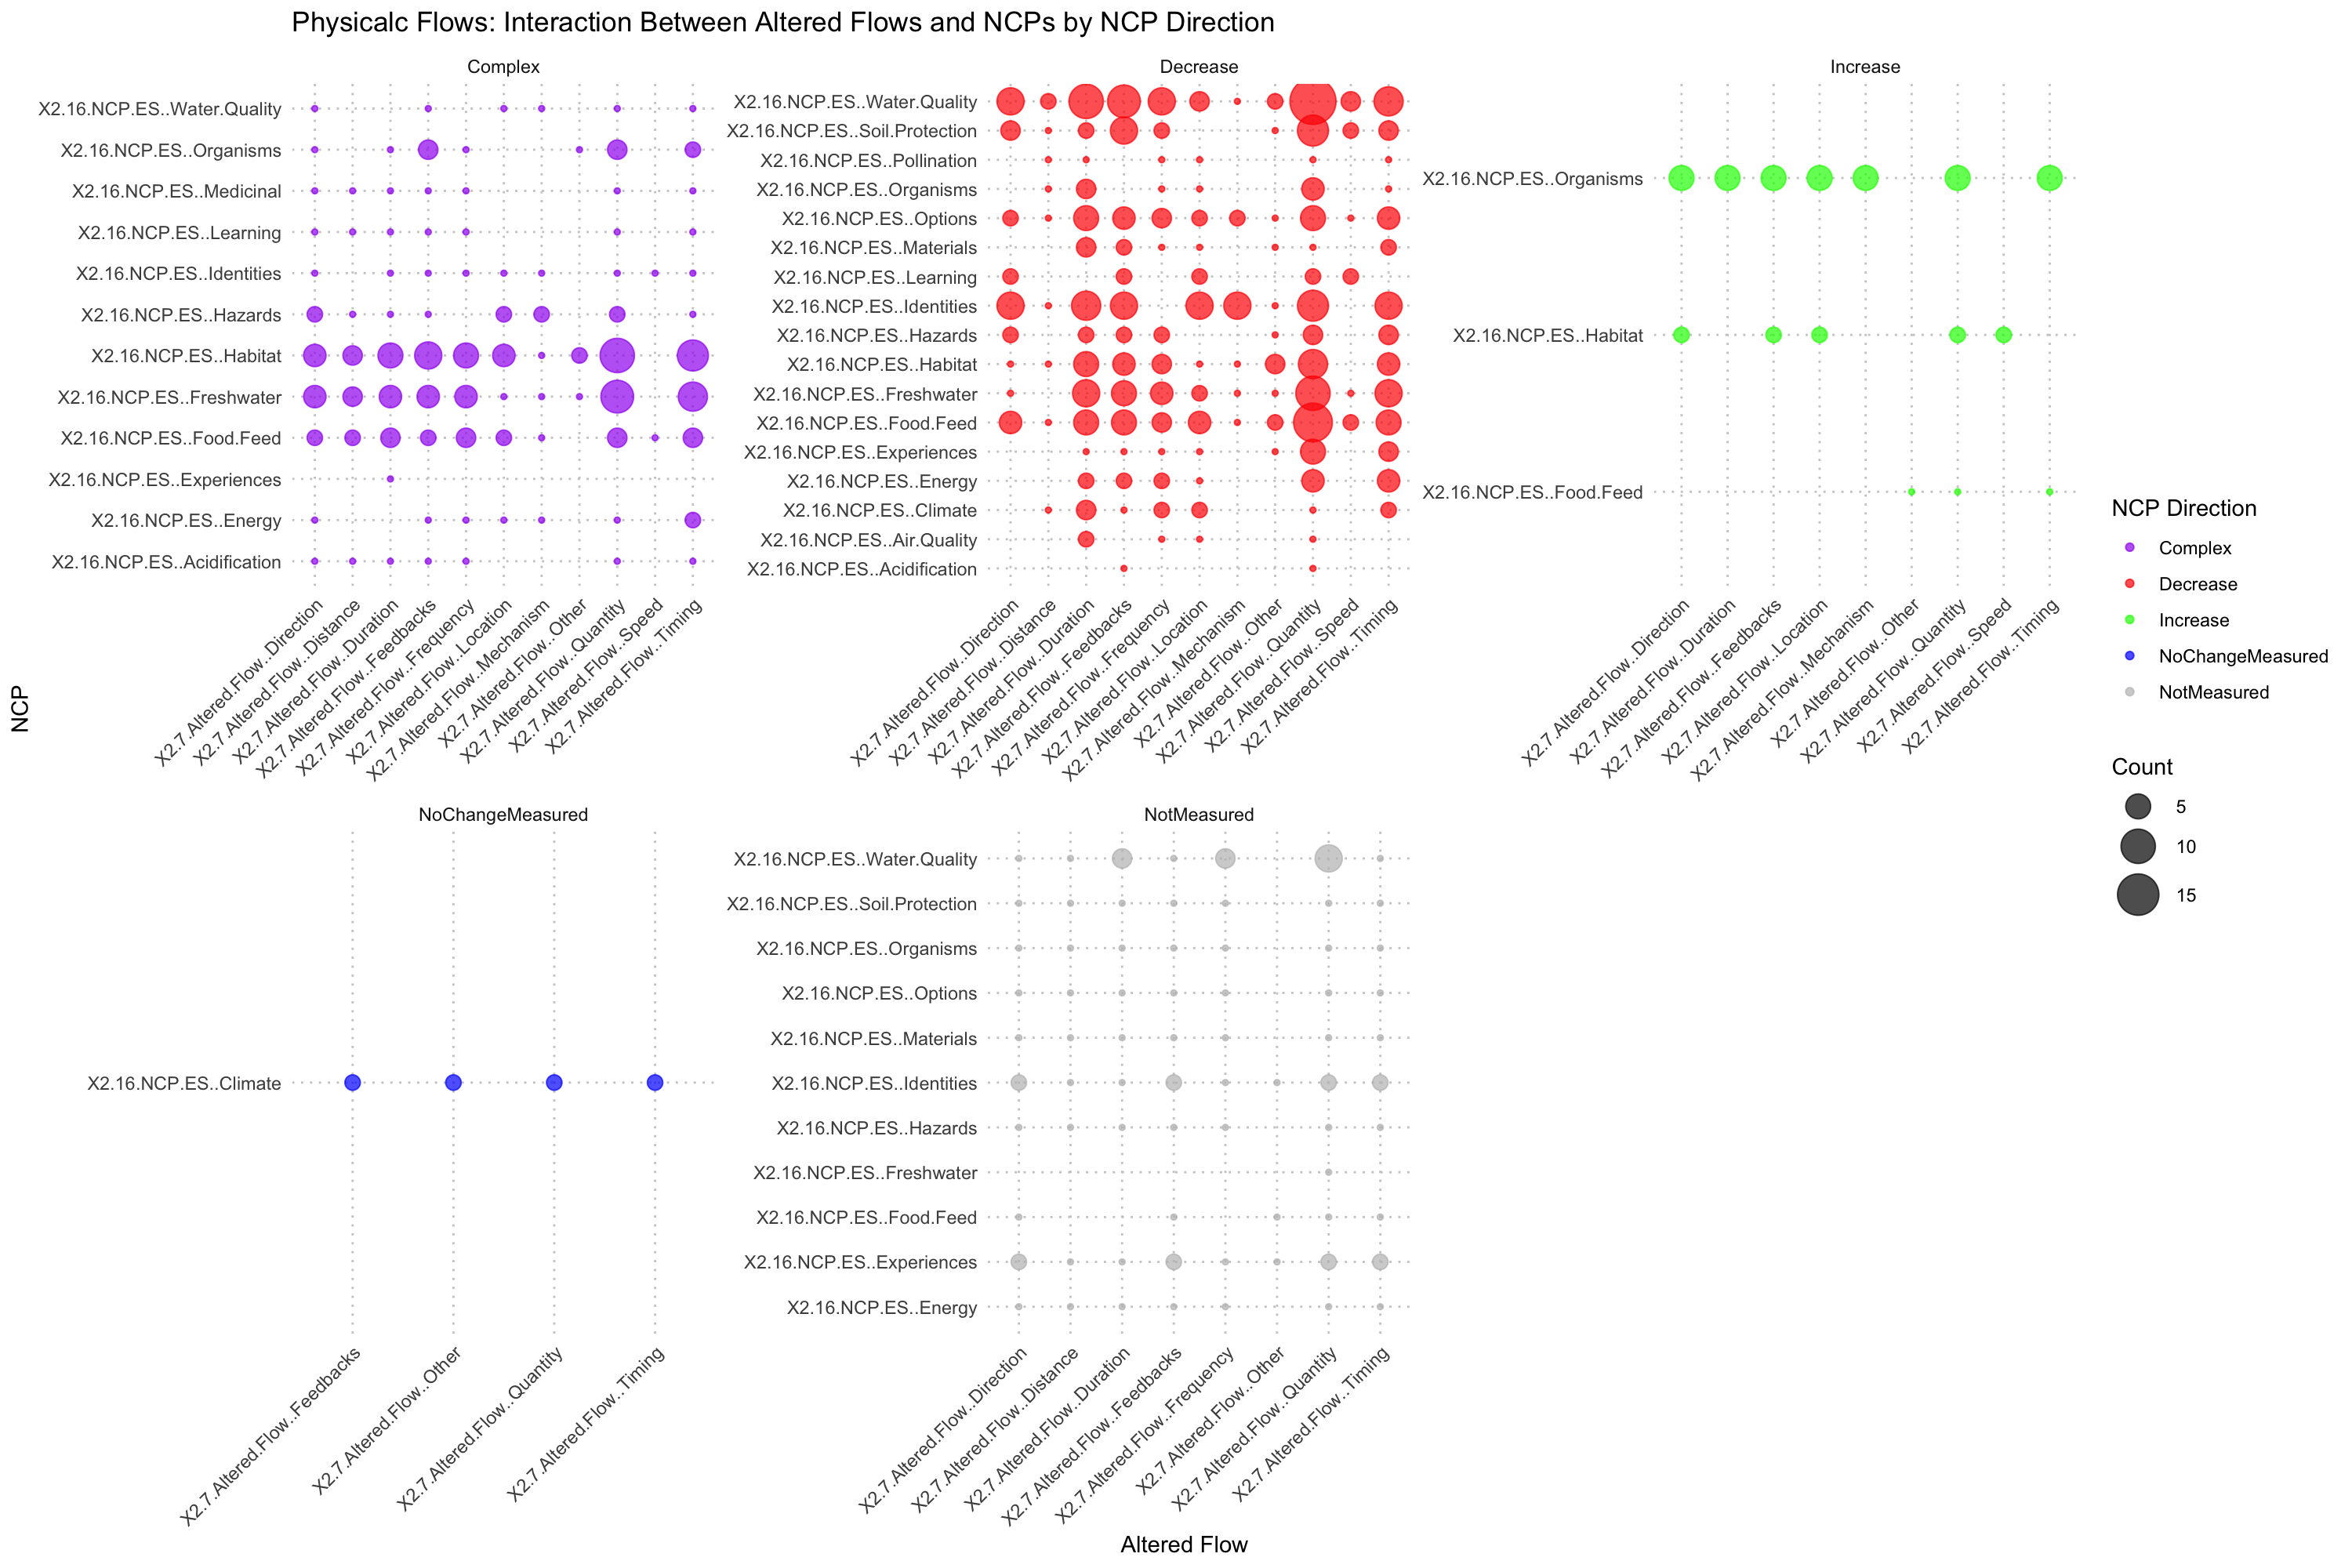 Physicalc Flows: Interaction Between Altered Flows and NCPs by NCP Direction
Complex
X2.16.NCP.ES..Water.Quality
X2.16.NCP.ES..Organisms
X2.16.NCP.ES..Medicinal
X2.16.NCP.ES..Learning
X2.16.NCP.ES..Identities
X2.16.NCP.ES..Hazards
X2.16.NCP.ES..Habitat
X2.16.NCP.ES..Freshwater
X2.16.NCP.ES..Food.Feed
X2.16.NCP.ES..Experiences
X2.16.NCP.ES..Energy
X2.16.NCP.ES..Acidification
X2.7.Altered.Flow..Direction
X2.7.Altered.Flow..Distance
X2.7.Altered.Flow..Duration
X2.7.Altered.Flow..Feedbacks
X2.7.Altered.Flow..Frequency
X2.7.Altered.Flow..Location
X2.7.Altered.Flow..Mechanism
X2.7.Altered.Flow..Other
X2.7.Altered.Flow..Quantity
X2.7.Altered.Flow..Speed
X2.7.Altered.Flow..Timing
Decrease
X2.16.NCP.ES..Water.Quality
X2.16.NCP.ES..Soil.Protection
X2.16.NCP.ES..Pollination
X2.16.NCP.ES..Organisms
X2.16.NCP.ES..Options
X2.16.NCP.ES..Materials
X2.16.NCP.ES..Learning
X2.16.NCP.ES..Identities
X2.16.NCP.ES..Hazards
X2.16.NCP.ES..Habitat
X2.16.NCP.ES..Freshwater
X2.16.NCP.ES..Food.Feed
X2.16.NCP.ES..Experiences
X2.16.NCP.ES..Energy
X2.16.NCP.ES..Climate
X2.16.NCP.ES..Air.Quality
X2.16.NCP.ES..Acidification
X2.7.Altered.Flow..Direction
X2.7.Altered.Flow..Distance
X2.7.Altered.Flow..Duration
X2.7.Altered.Flow..Feedbacks
X2.7.Altered.Flow..Frequency
X2.7.Altered.Flow..Location
X2.7.Altered.Flow..Mechanism
X2.7.Altered.Flow..Other
X2.7.Altered.Flow..Quantity
X2.7.Altered.Flow..Speed
X2.7.Altered.Flow..Timing
Increase
X2.16.NCP.ES..Organisms
X2.16.NCP.ES..Habitat
X2.16.NCP.ES..Food.Feed
X2.7.Altered.Flow..Direction
X2.7.Altered.Flow..Duration
X2.7.Altered.Flow..Feedbacks
X2.7.Altered.Flow..Location
X2.7.Altered.Flow..Mechanism
X2.7.Altered.Flow..Other
X2.7.Altered.Flow..Quantity
X2.7.Altered.Flow..Speed
X2.7.Altered.Flow..Timing
NCP
NoChangeMeasured
X2.16.NCP.ES..Climate
X2.7.Altered.Flow..Feedbacks
X2.7.Altered.Flow..Other
X2.7.Altered.Flow..Quantity
X2.7.Altered.Flow..Timing
NotMeasured
X2.16.NCP.ES..Water.Quality
X2.16.NCP.ES..Soil.Protection
X2.16.NCP.ES..Organisms
X2.16.NCP.ES..Options
X2.16.NCP.ES..Materials
X2.16.NCP.ES..Identities
X2.16.NCP.ES..Hazards
X2.16.NCP.ES..Freshwater
X2.16.NCP.ES..Food.Feed
X2.16.NCP.ES..Experiences
X2.16.NCP.ES..Energy
X2.7.Altered.Flow..Direction
X2.7.Altered.Flow..Distance
X2.7.Altered.Flow..Duration
X2.7.Altered.Flow..Feedbacks
X2.7.Altered.Flow..Frequency
X2.7.Altered.Flow..Other
X2.7.Altered.Flow..Quantity
X2.7.Altered.Flow..Timing
Altered Flow
NCP Direction
Complex
Decrease
Increase
NoChangeMeasured
NotMeasured
Count
5
10
15